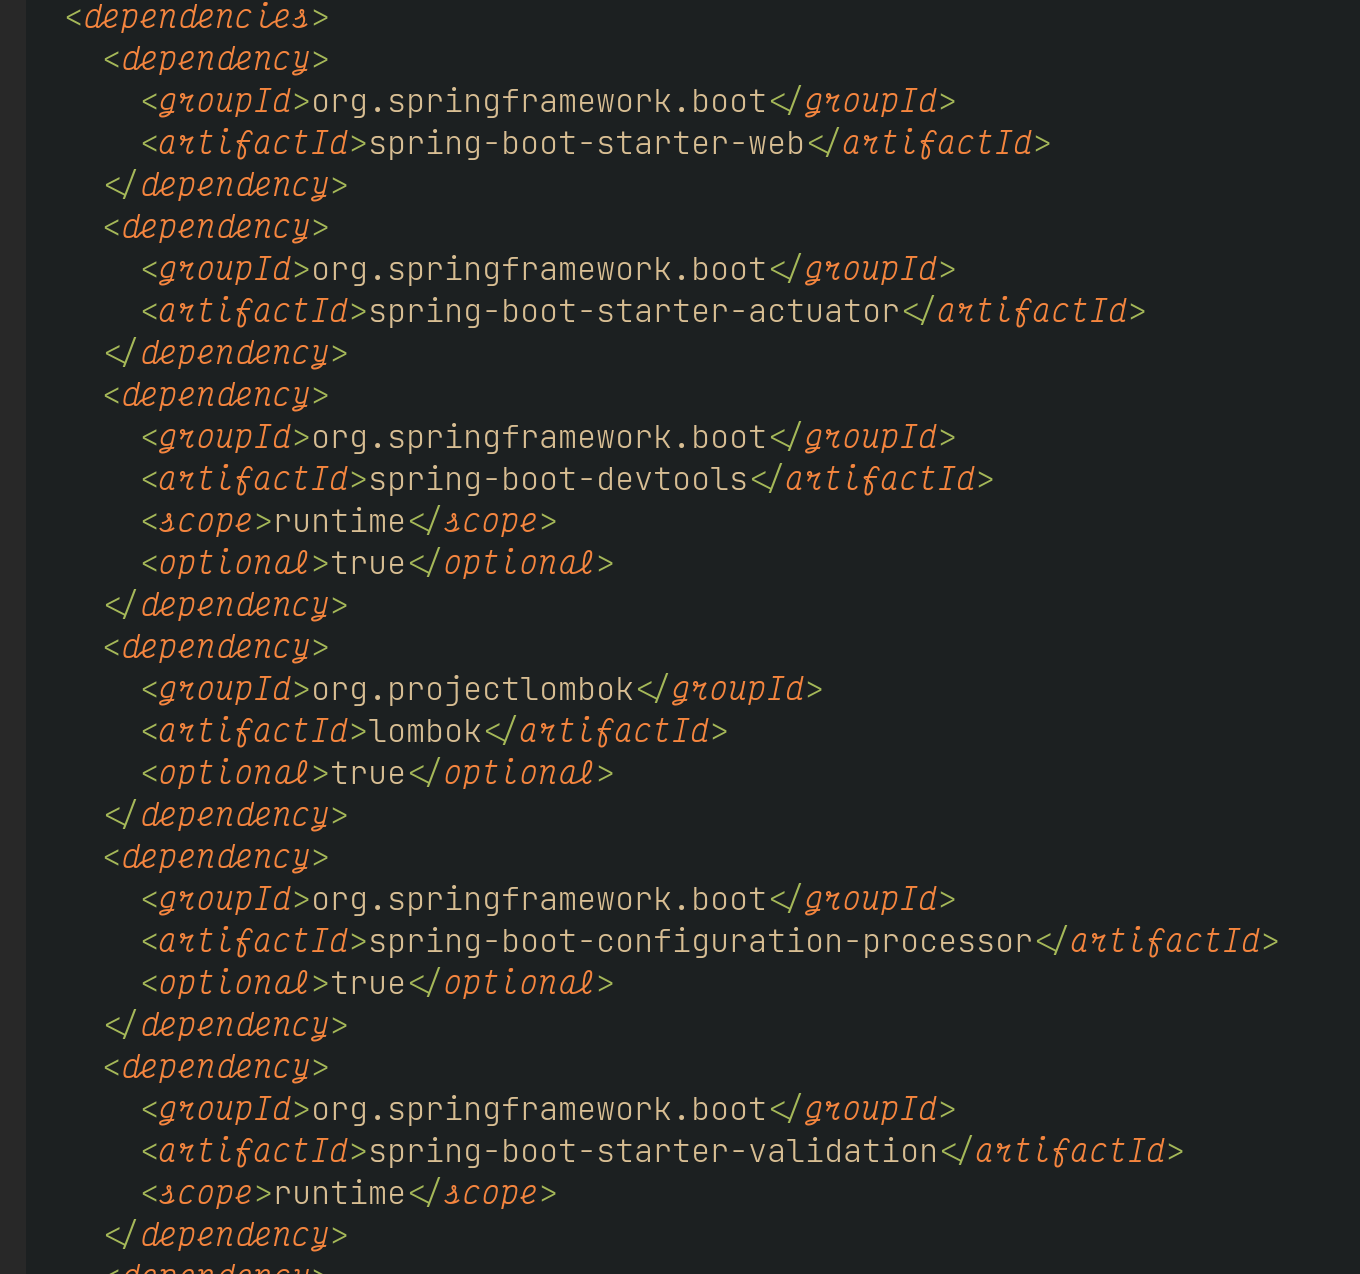 <dependencies>
<dependency>
<groupId>org.springframework.boot</groupId>
<artifactId>spring-boot-starter-web</artifactId>
</dependency>
<dependency>
<groupId>org.springframework.boot</groupId>
<artifactId>spring-boot-starter-actuator</artifactId>
</dependency>
<dependency>
<groupId>org.springframework.boot</groupId>
<artifactId>spring-boot-devtools</artifactId>
<scope>runtime</scope>
<optional>true</optional>
</dependency>
<dependency>
<groupId>org.projectlombok</groupId>
<artifactId>lombok</artifactId>
<optional>true</optional>
</dependency>
<dependency>
<groupId>org.springframework.boot</groupId>
<artifactId>spring-boot-configuration-processor</artifactId>
<optional>true</optional>
</dependency>
<dependency>
<groupId>org.springframework.boot</groupId>
<artifactId>spring-boot-starter-validation</artifactId>
<scope>runtime</scope>
</dependency>
<dependency>